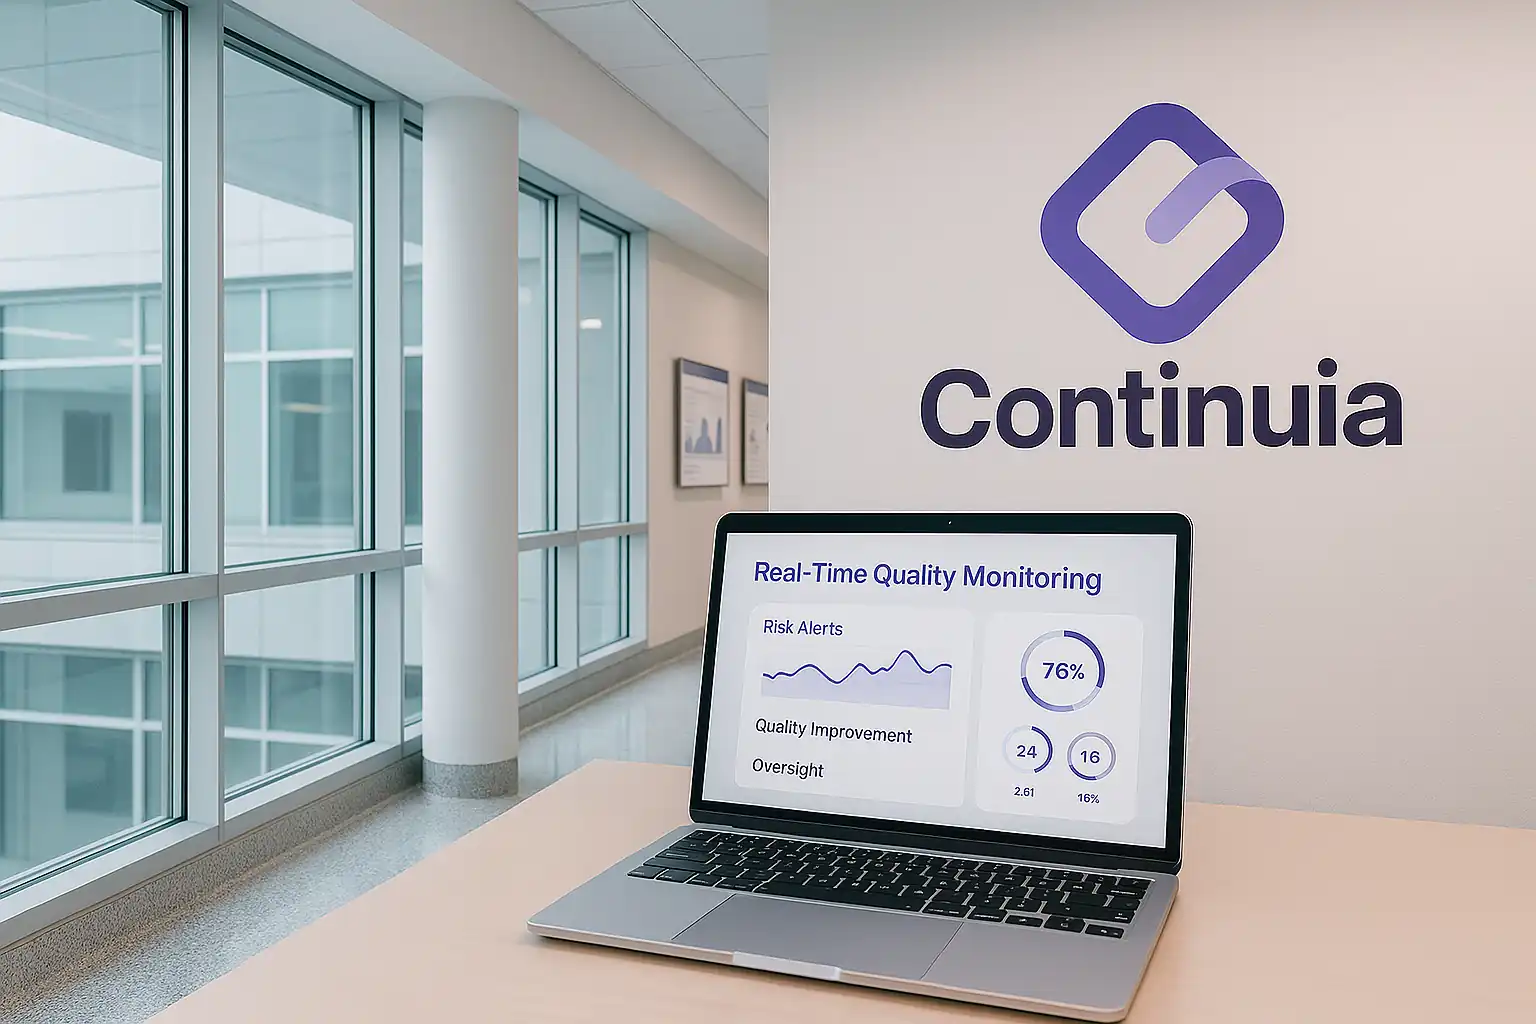 Continuia
Real-Time Quality Monitoring
Risk Alerts
Quality Improvement
Oversight
76%
24
16
2.61
16%